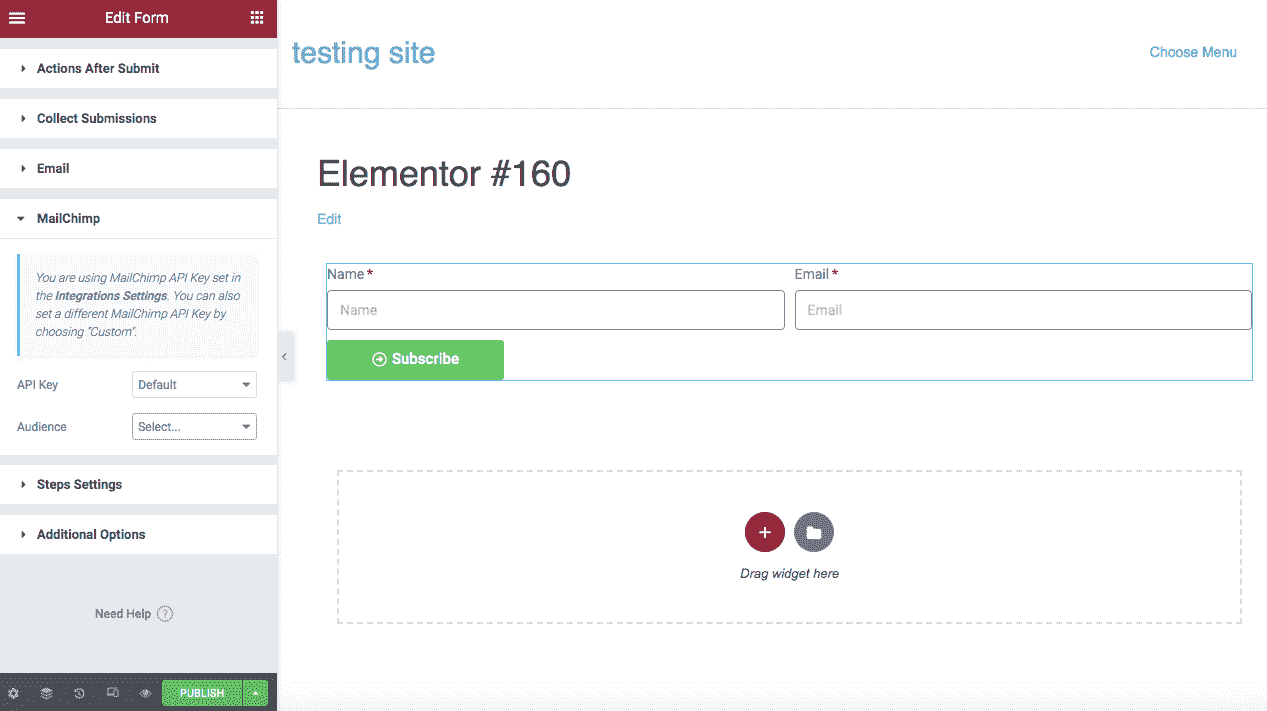 Edit Form
Actions After Submit
Collect Submissions
Email
MailChimp
You are using MailChimp API Key set in
the Integrations Settings. You can also
set a different MailChimp API Key by
choosing "Custom".
API Key
Default
Audience
Select...
Steps Settings
Additional Options
Need Help ?
PUBLISH
testing site
Choose Menu
Elementor #160
Edit
Name *
Email *
Name
Email
Subscribe
Drag widget here